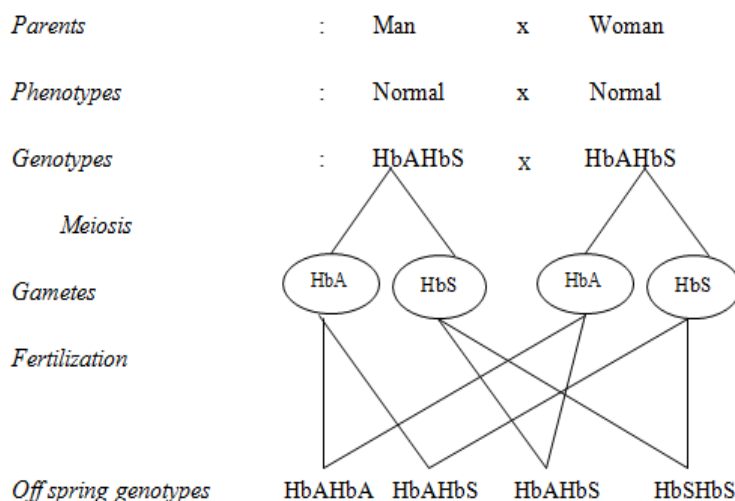 Parents : Man x Woman
Phenotypes : Normal x Normal
Genotypes : HbAHbS x HbAHbS
Meiosis
Gametes HbA HbS HbA HbS
Fertilization
Off spring genotypes HbAHbA HbAHbS HbAHbS HbSHbS